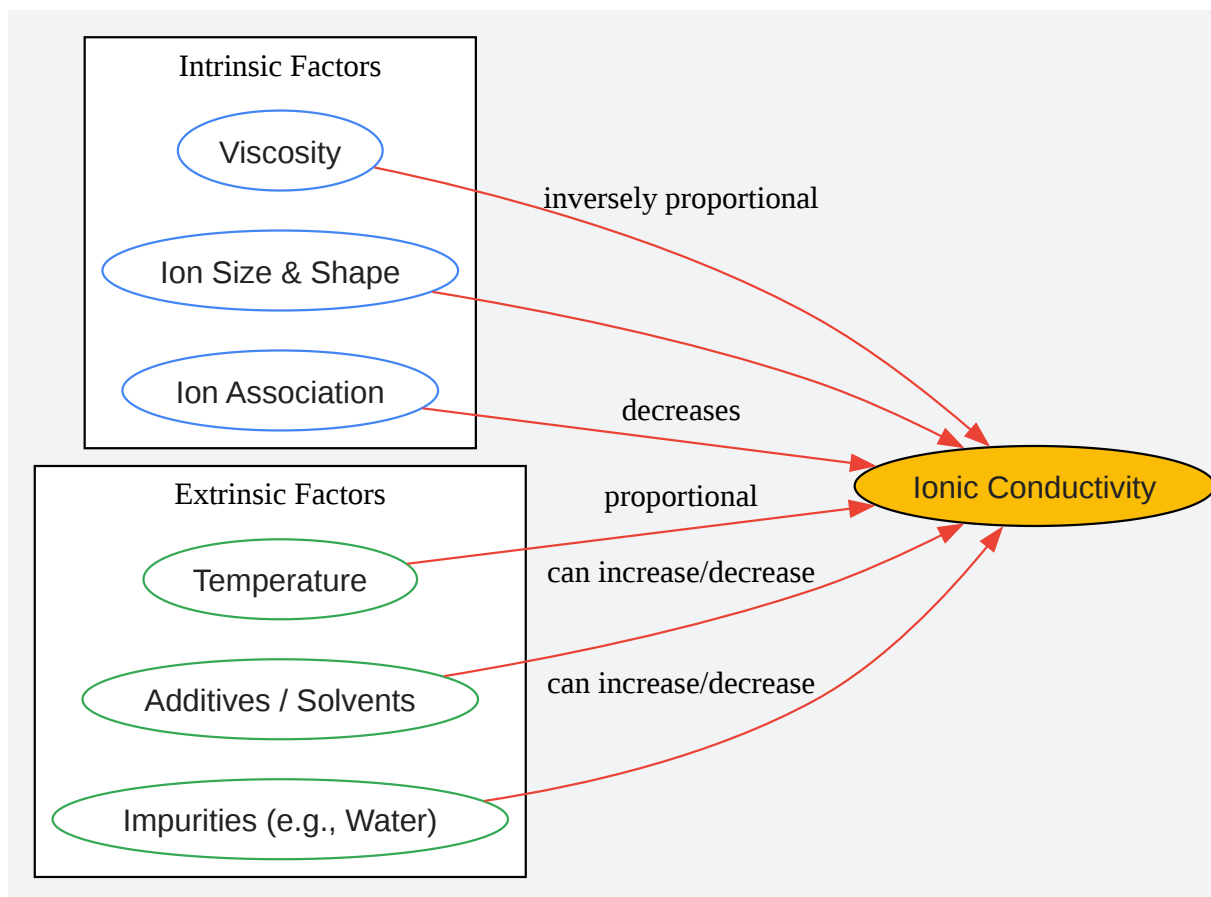 Intrinsic Factors
Viscosity
inversely proportional
Ion Size & Shape
Ion Association
decreases
Ionic Conductivity
Extrinsic Factors
proportional
Temperature
can increase/decrease
Additives / Solvents
can increase/decrease
Impurities (e.g., Water)